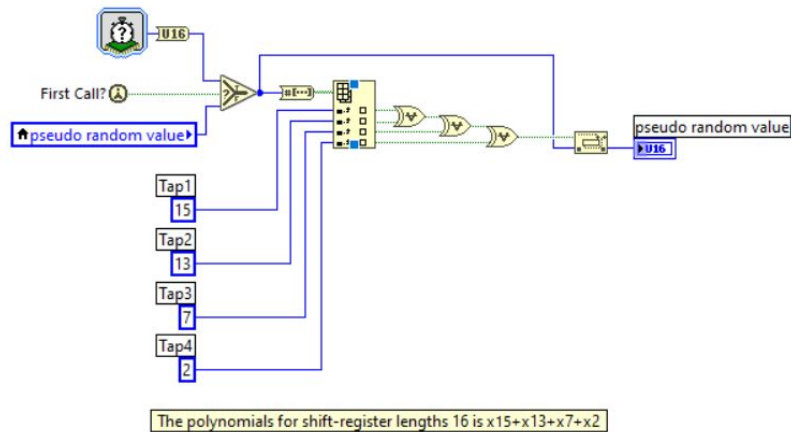 U16
First Call?
pseudo random value
pseudo random value
U16
Tap1
15
Tap2
13
Tap3
7
Tap4
2
The polynomials for shift-register lengths 16 is x15+x13+x7+x2